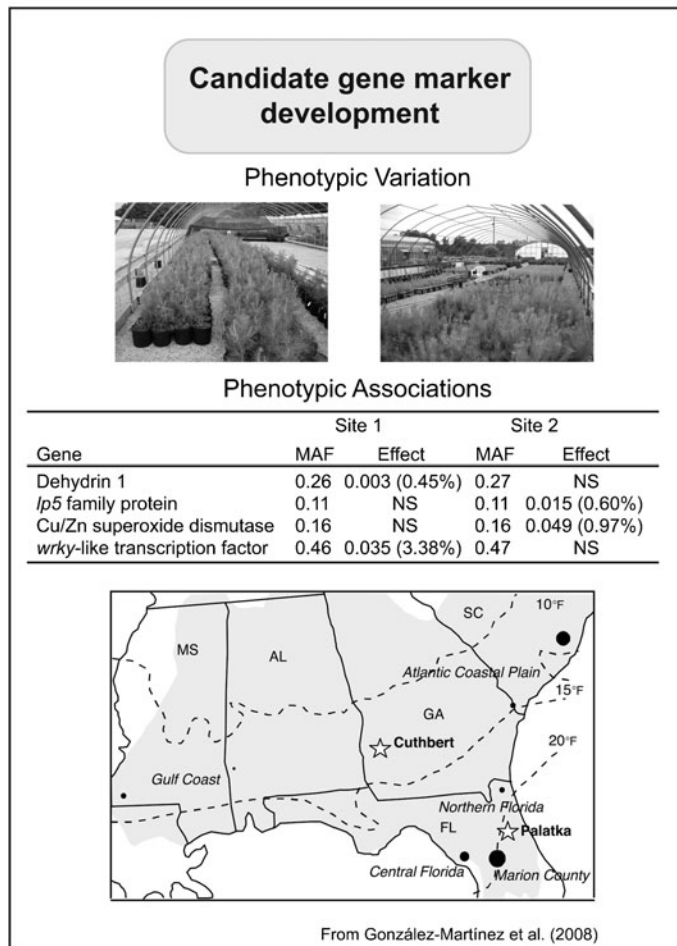 Candidate gene marker
development
Phenotypic Variation
Phenotypic Associations
Site 1 Site 2
Gene MAF Effect MAF Effect
Dehydrin 1 0.26 0.003 (0.45%) 0.27 NS
lp5 family protein 0.11 NS 0.11 0.015 (0.60%)
Cu/Zn superoxide dismutase 0.16 NS 0.16 0.049 (0.97%)
wrky-like transcription factor 0.46 0.035 (3.38%) 0.47 NS
SC 10°F
MS AL
Atlantic Coastal Plain
15°F
GA
20°F
Cuthbert
Gulf Coast
Northern Florida
FL Palatka
Central Florida Marion County
From González-Martínez et al. (2008)